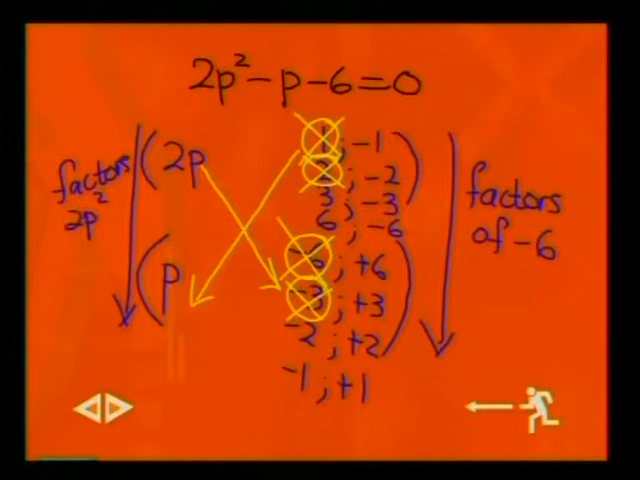 2p² - p - 6 = 0
factors
2p²
(2p
(p
1 ; -1
2 ; -2
3 ; -3
6 ; -6
)
-6 ; +6
-3 ; +3
-2 ; +2
)
-1 ; +1
factors
of -6